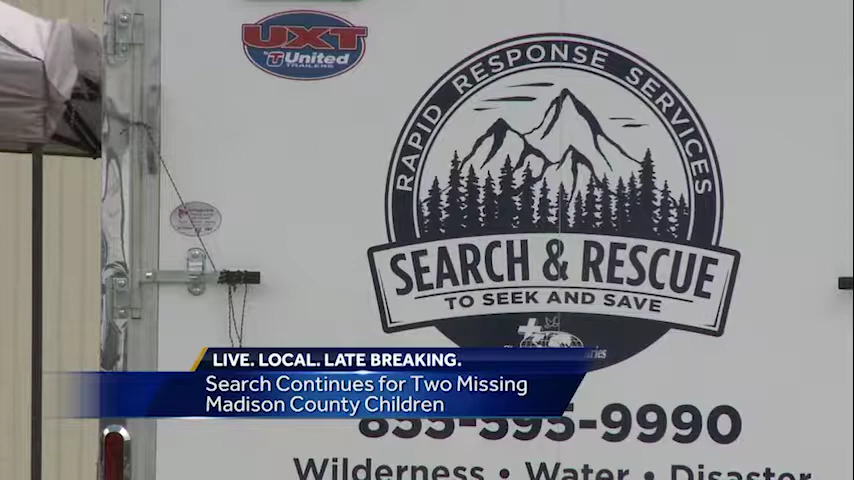 UXT
BY United
TRAILERS
RAPID RESPONSE SERVICES
SEARCH & RESCUE
TO SEEK AND SAVE
LIVE. LOCAL. LATE BREAKING.
Search Continues for Two Missing
Madison County Children
855-595-9990
Wilderness • Water • Disaster